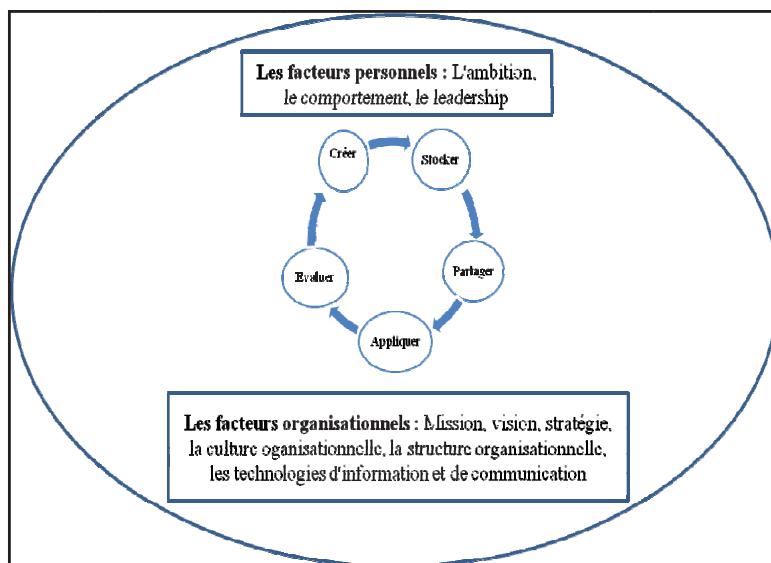 Les facteurs personnels : L'ambition,
le comportement, le leadership
Créer
Stocker
Partager
Appliquer
Evaluer
Les facteurs organisationnels : Mission, vision, stratégie,
la culture oganisationnelle, la structure organisationnelle,
les technologies d'information et de communication